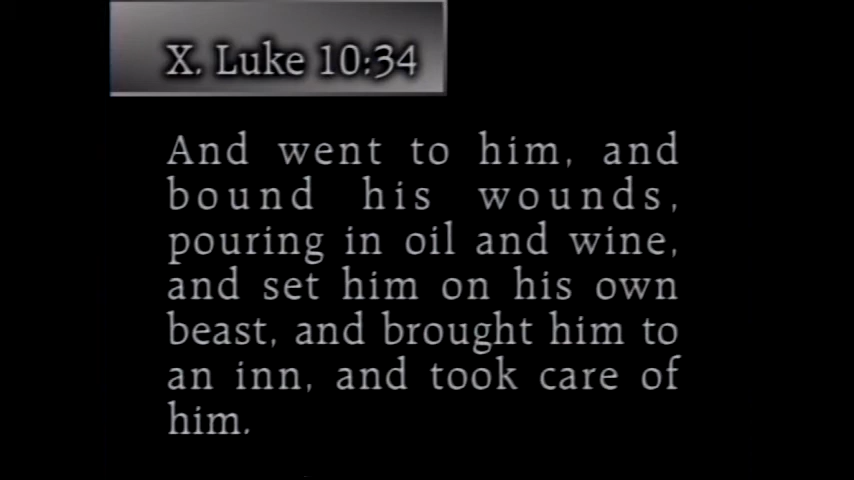 X. Luke 10:34
And went to him, and
bound his wounds,
pouring in oil and wine,
and set him on his own
beast, and brought him to
an inn, and took care of
him.